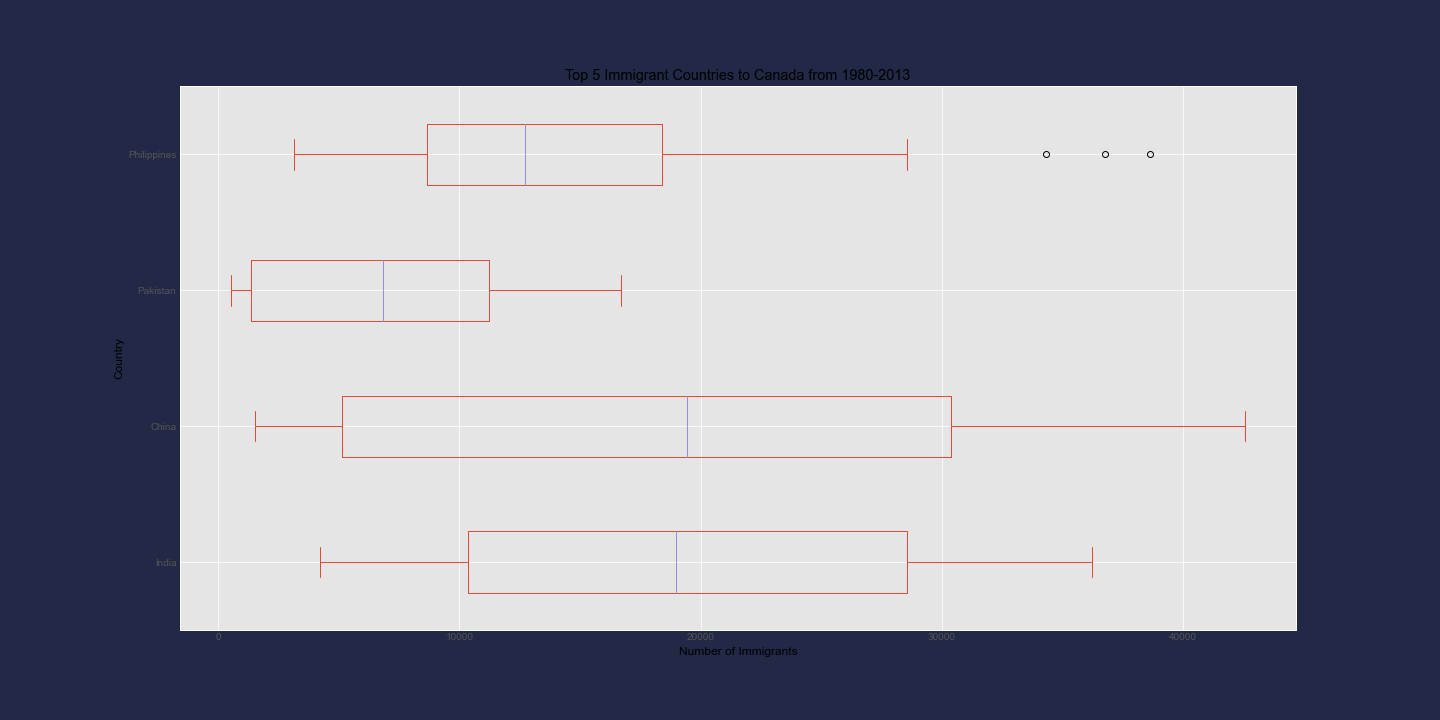 Top 5 Immigrant Countries to Canada from 1980-2013
Philippines
Pakistan
Country
China
India
0 10000 20000 30000 40000
Number of Immigrants